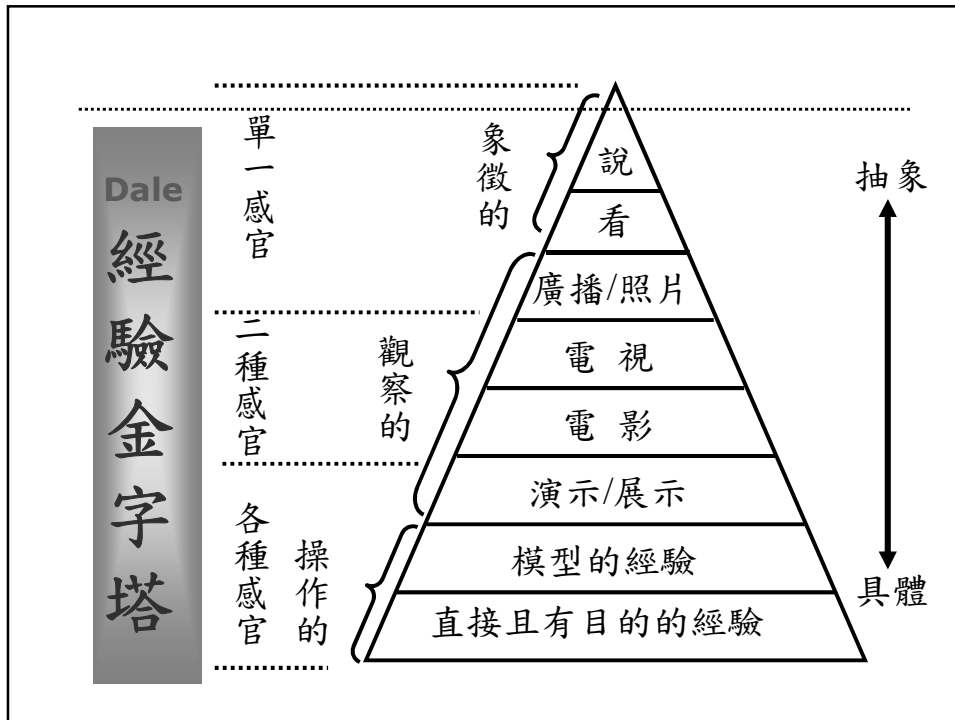 Dale
經驗金字塔
單一感官
二種感官
各種感官
象徵的
觀察的
操作的
說
看
廣播/照片
電 視
電 影
演示/展示
模型的經驗
直接且有目的的經驗
抽象
具體